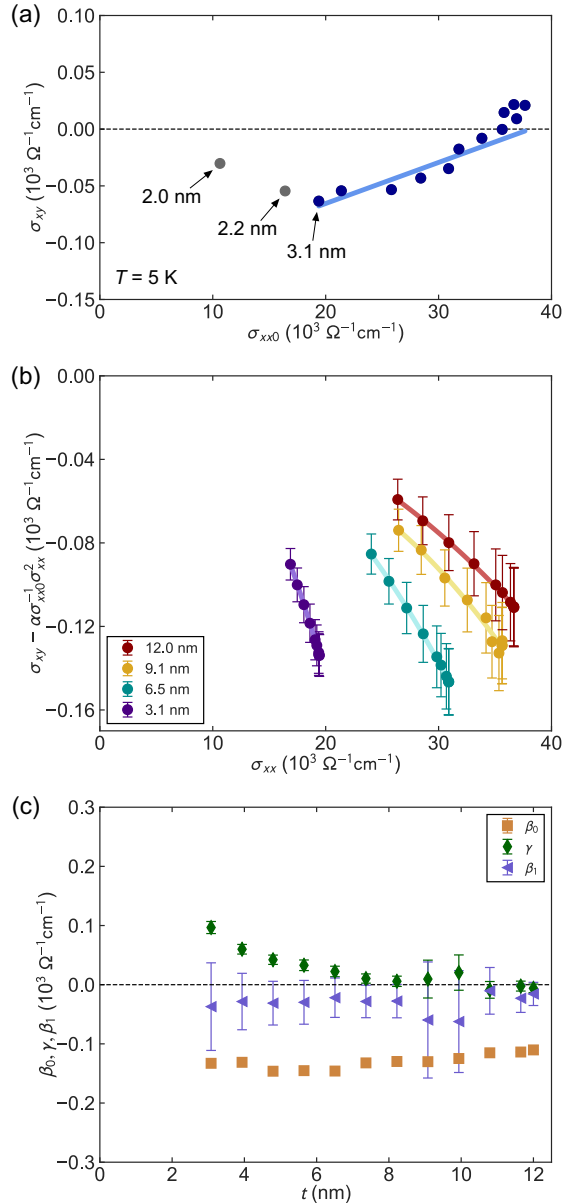 (a)
0.10
0.05
0.00
−0.05
−0.10
−0.15
σxy (10³ Ω⁻¹cm⁻¹)
2.0 nm
2.2 nm
3.1 nm
T = 5 K
0 10 20 30 40
σxx0 (10³ Ω⁻¹cm⁻¹)
(b)
0.00
−0.04
−0.08
−0.12
−0.16
σxy − ασxx0⁻¹σxx² (10³ Ω⁻¹cm⁻¹)
12.0 nm
9.1 nm
6.5 nm
3.1 nm
0 10 20 30 40
σxx (10³ Ω⁻¹cm⁻¹)
(c)
0.3
0.2
0.1
0.0
−0.1
−0.2
−0.3
β₀, γ, β₁ (10³ Ω⁻¹cm⁻¹)
β₀
γ
β₁
0 2 4 6 8 10 12
t (nm)